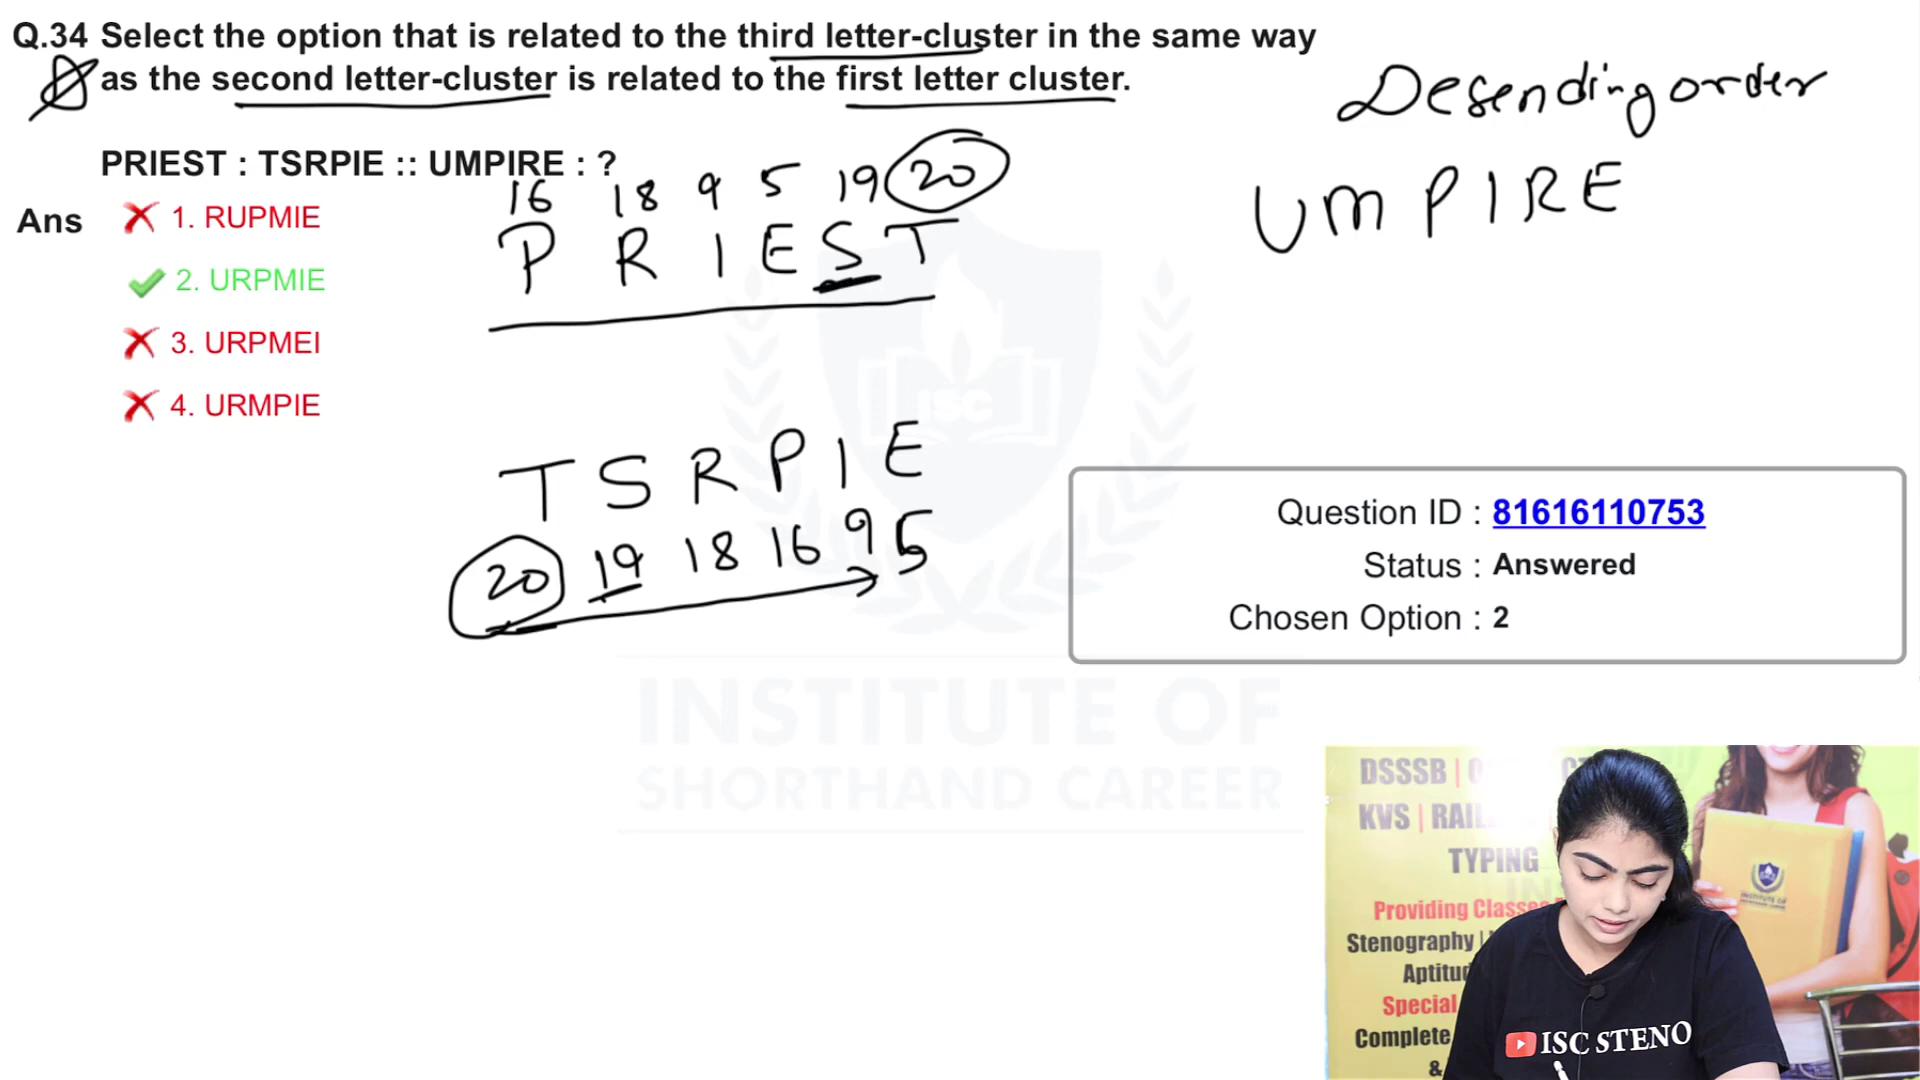 Q.34 Select the option that is related to the third letter-cluster in the same way
as the second letter-cluster is related to the first letter cluster.
Desending order
PRIEST : TSRPIE :: UMPIRE : ?
16 18 9 5 19 20
P R I E S T
UMPIRE
Ans
1. RUPMIE
2. URPMIE
3. URPMEI
4. URMPIE
T S R P I E
20 19 18 16 9 5
Question ID : 81616110753
Status : Answered
Chosen Option : 2
ISC
INSTITUTE OF
SHORTHAND CAREER
DSSSB |
KVS | RAIL
TYPING
Providing Classes
Stenography |
Special
Complete
&
ISC STENO